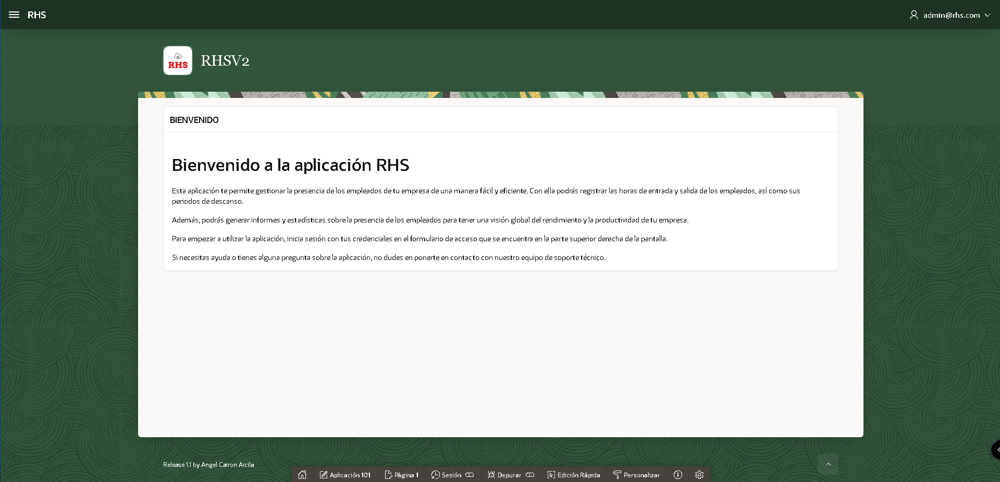 RHS
admin@rhs.com
RHS
RHSV2
BIENVENIDO
Bienvenido a la aplicación RHS
Esta aplicación te permite gestionar la presencia de los empleados de tu empresa de una manera fácil y eficiente. Con ella podrás registrar las horas de entrada y salida de los empleados, así como sus
periodos de descanso.
Además, podrás generar informes y estadísticas sobre la presencia de los empleados para tener una visión global del rendimiento y la productividad de tu empresa.
Para empezar a utilizar la aplicación, inicia sesión con tus credenciales en el formulario de acceso que se encuentra en la parte superior derecha de la pantalla.
Si necesitas ayuda o tienes alguna pregunta sobre la aplicación, no dudes en ponerte en contacto con nuestro equipo de soporte técnico.
Release 1.1 by Angel Cairon Arcila
Aplicación 101 Página 1 Sesión Depurar Edición Rápida Personalizar